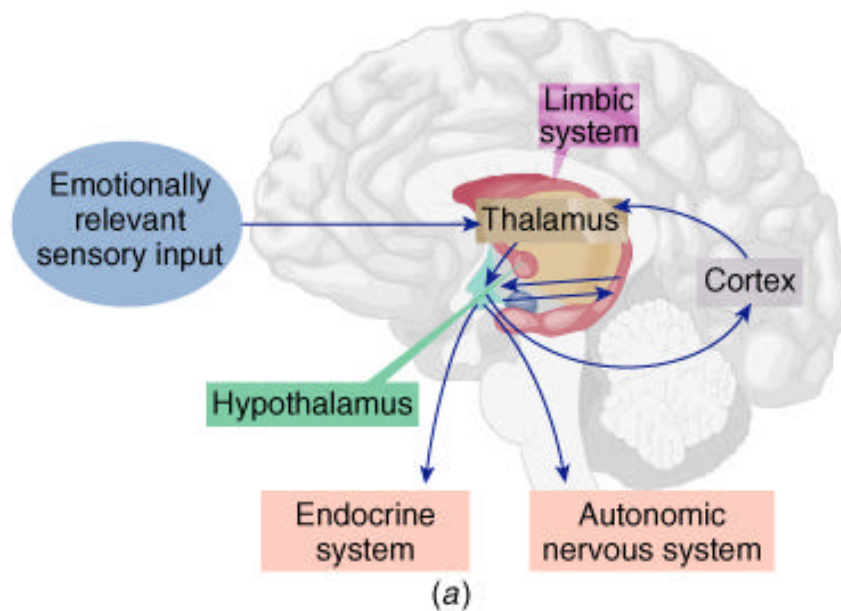 Limbic
system
Emotionally
relevant
sensory input
Thalamus
Cortex
Hypothalamus
Endocrine
system
Autonomic
nervous system
(a)